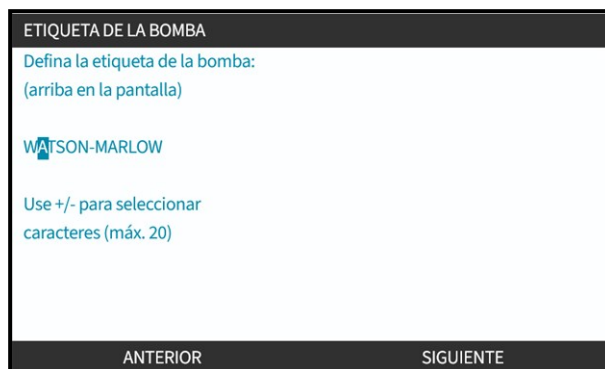 ETIQUETA DE LA BOMBA
Defina la etiqueta de la bomba:
(arriba en la pantalla)
WATSON-MARLOW
Use +/- para seleccionar
caracteres (máx. 20)
ANTERIOR SIGUIENTE